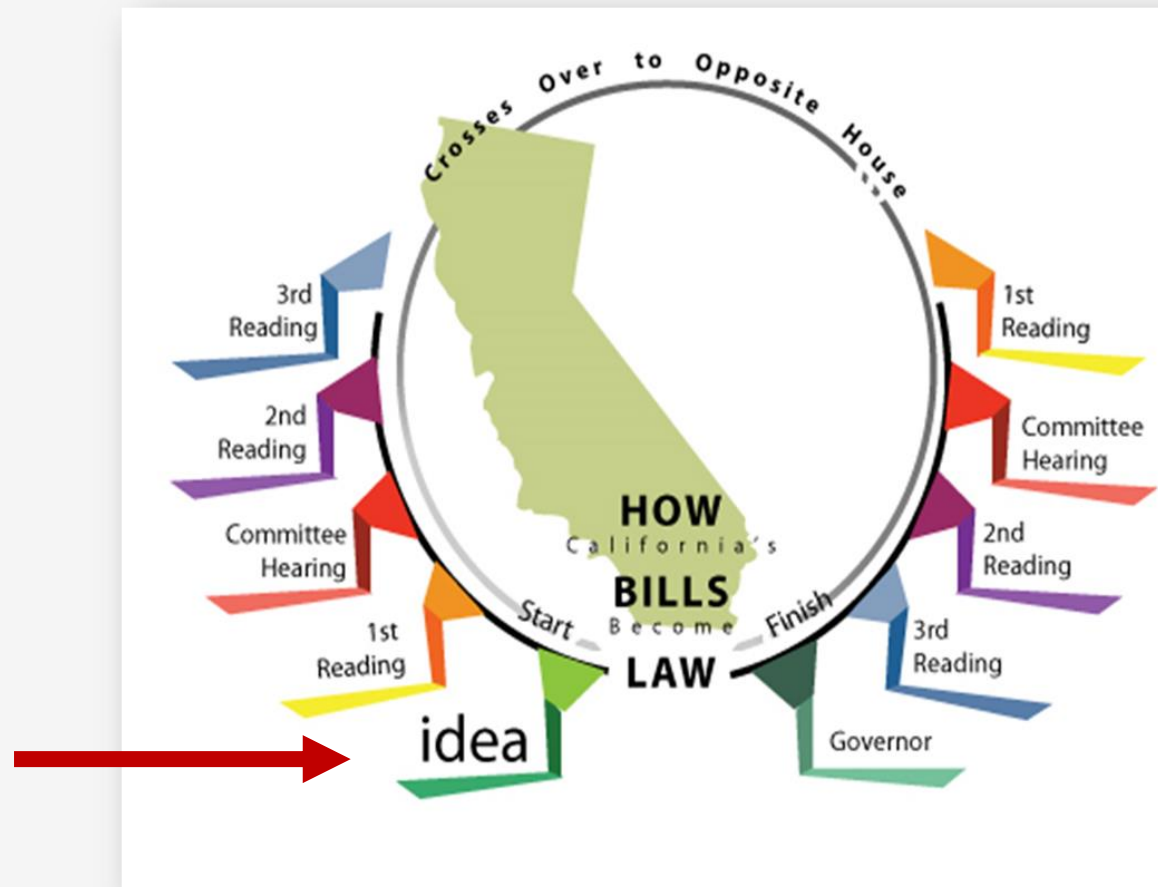 Crosses Over to Opposite House
3rd
Reading
2nd
Reading
Committee
Hearing
1st
Reading
idea
Start
HOW
California's
BILLS
Become
LAW
Finish
1st
Reading
Committee
Hearing
2nd
Reading
3rd
Reading
Governor